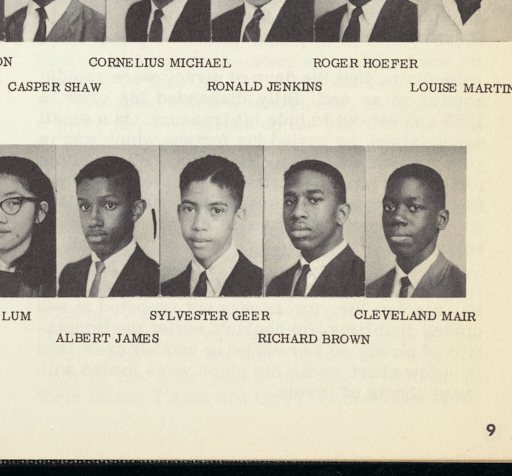 ON CORNELIUS MICHAEL ROGER HOEFER
CASPER SHAW RONALD JENKINS LOUISE MARTIN
LUM SYLVESTER GEER CLEVELAND MAIR
ALBERT JAMES RICHARD BROWN
9